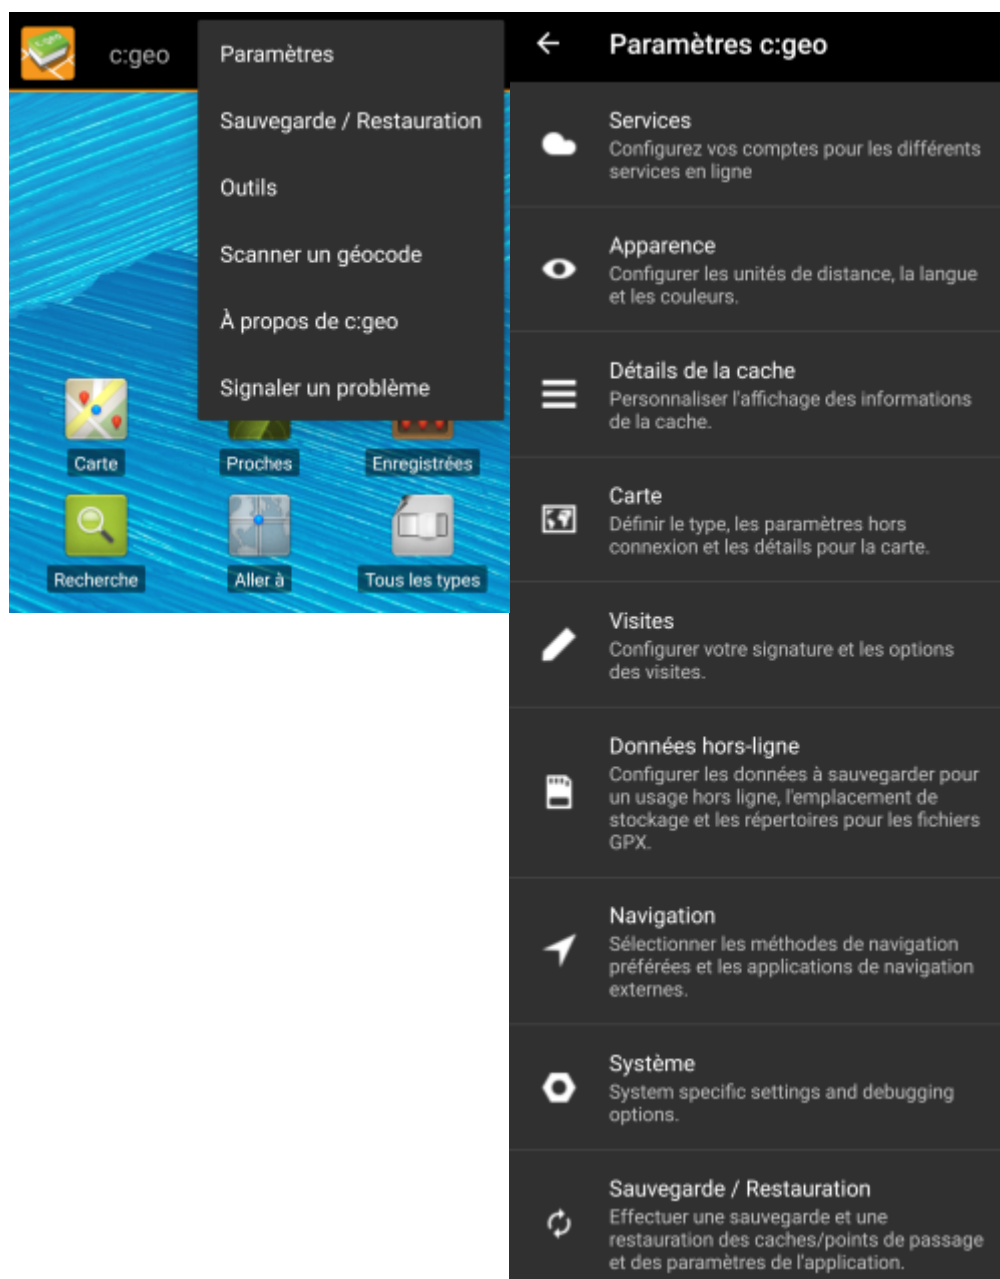 c:geo
Paramètres
Sauvegarde / Restauration
Outils
Scanner un géocode
À propos de c:geo
Signaler un problème
Carte
Proches
Enregistrées
Recherche
Aller à
Tous les types
Paramètres c:geo
Services
Configurez vos comptes pour les différents
services en ligne
Apparence
Configurer les unités de distance, la langue
et les couleurs.
Détails de la cache
Personnaliser l'affichage des informations
de la cache.
Carte
Définir le type, les paramètres hors
connexion et les détails pour la carte.
Visites
Configurer votre signature et les options
des visites.
Données hors-ligne
Configurer les données à sauvegarder pour
un usage hors ligne, l'emplacement de
stockage et les répertoires pour les fichiers
GPX.
Navigation
Sélectionner les méthodes de navigation
préférées et les applications de navigation
externes.
Système
System specific settings and debugging
options.
Sauvegarde / Restauration
Effectuer une sauvegarde et une
restauration des caches/points de passage
et des paramètres de l'application.